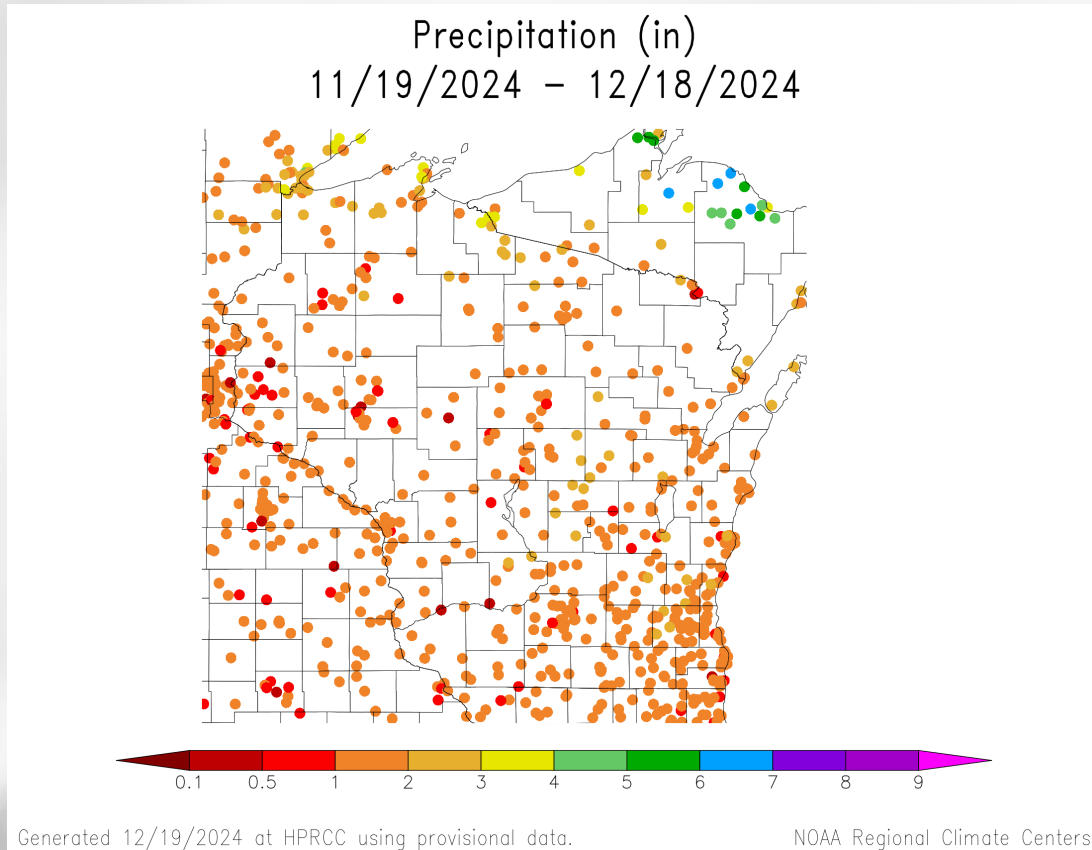 Precipitation (in)
11/19/2024 – 12/18/2024
0.1 0.5 1 2 3 4 5 6 7 8 9
Generated 12/19/2024 at HPRCC using provisional data.
NOAA Regional Climate Centers